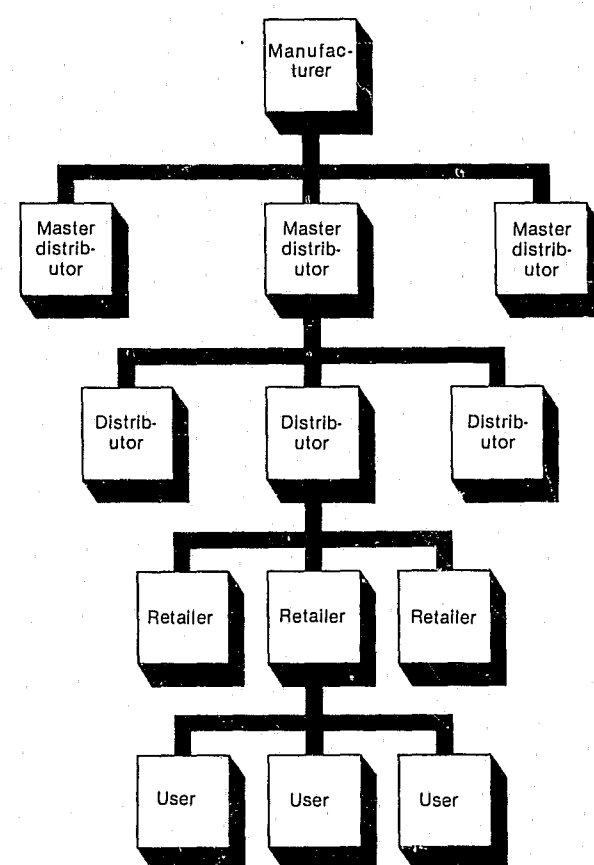 Manufac-
turer
Master
distrib-
utor
Master
distrib-
utor
Master
distrib-
utor
Distrib-
utor
Distrib-
utor
Distrib-
utor
Retailer
Retailer
Retailer
User
User
User